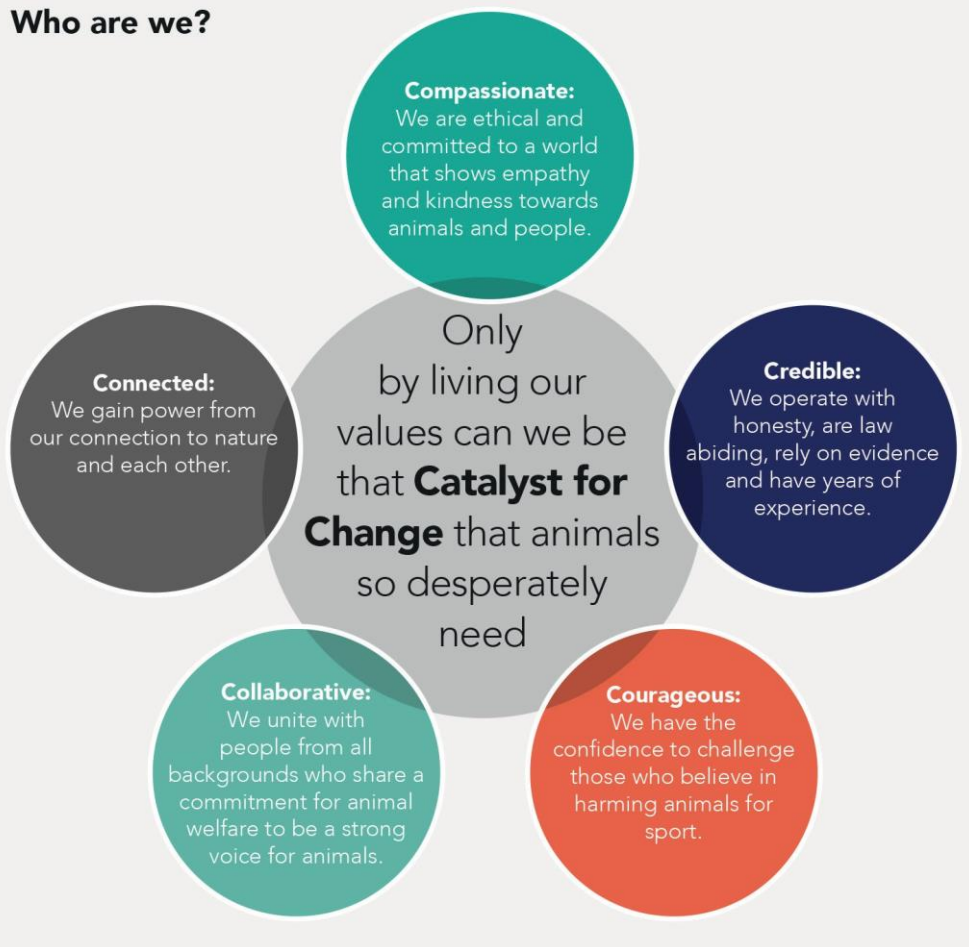 Who are we?
Compassionate:
We are ethical and
committed to a world
that shows empathy
and kindness towards
animals and people.
Only
by living our
values can we be
that Catalyst for
Change that animals
so desperately
need
Credible:
We operate with
honesty, are law
abiding, rely on evidence
and have years of
experience.
Courageous:
We have the
confidence to challenge
those who believe in
harming animals for
sport.
Collaborative:
We unite with
people from all
backgrounds who share a
commitment for animal
welfare to be a strong
voice for animals.
Connected:
We gain power from
our connection to nature
and each other.